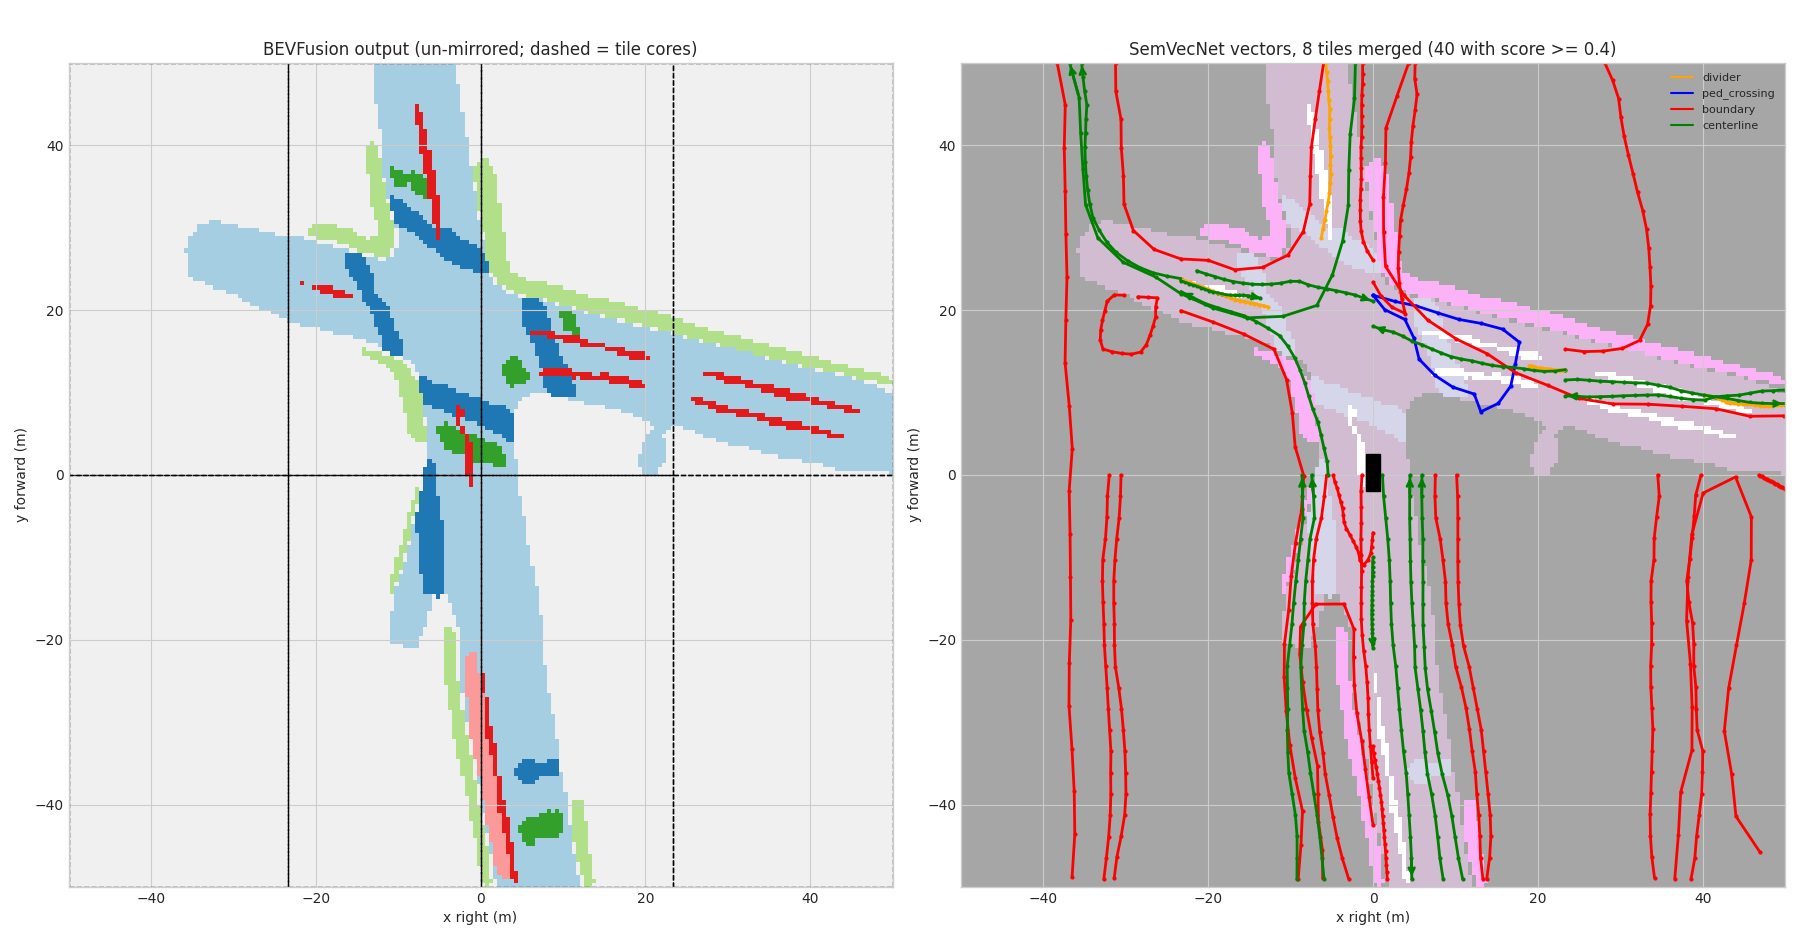 BEVFusion output (un-mirrored; dashed = tile cores)
y forward (m)
40
20
0
−20
−40
−40
−20
0
20
40
x right (m)
SemVecNet vectors, 8 tiles merged (40 with score >= 0.4)
divider
ped_crossing
boundary
centerline
y forward (m)
40
20
0
−20
−40
−40
−20
0
20
40
x right (m)